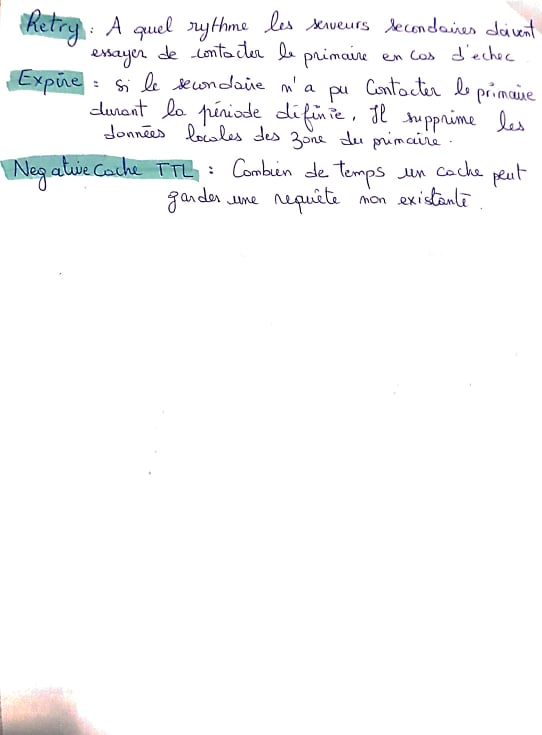 Retry : A quel rythme les serveurs secondaires doivent
essayer de contacter le primaire en cas d'echec
Expire : si le secondaire n'a pu Contacter le primaire
durant la période définie, Il supprime les
données locales des zone du primaire.
Negative Cache TTL : Combien de temps un cache peut
garder une requête non existante.